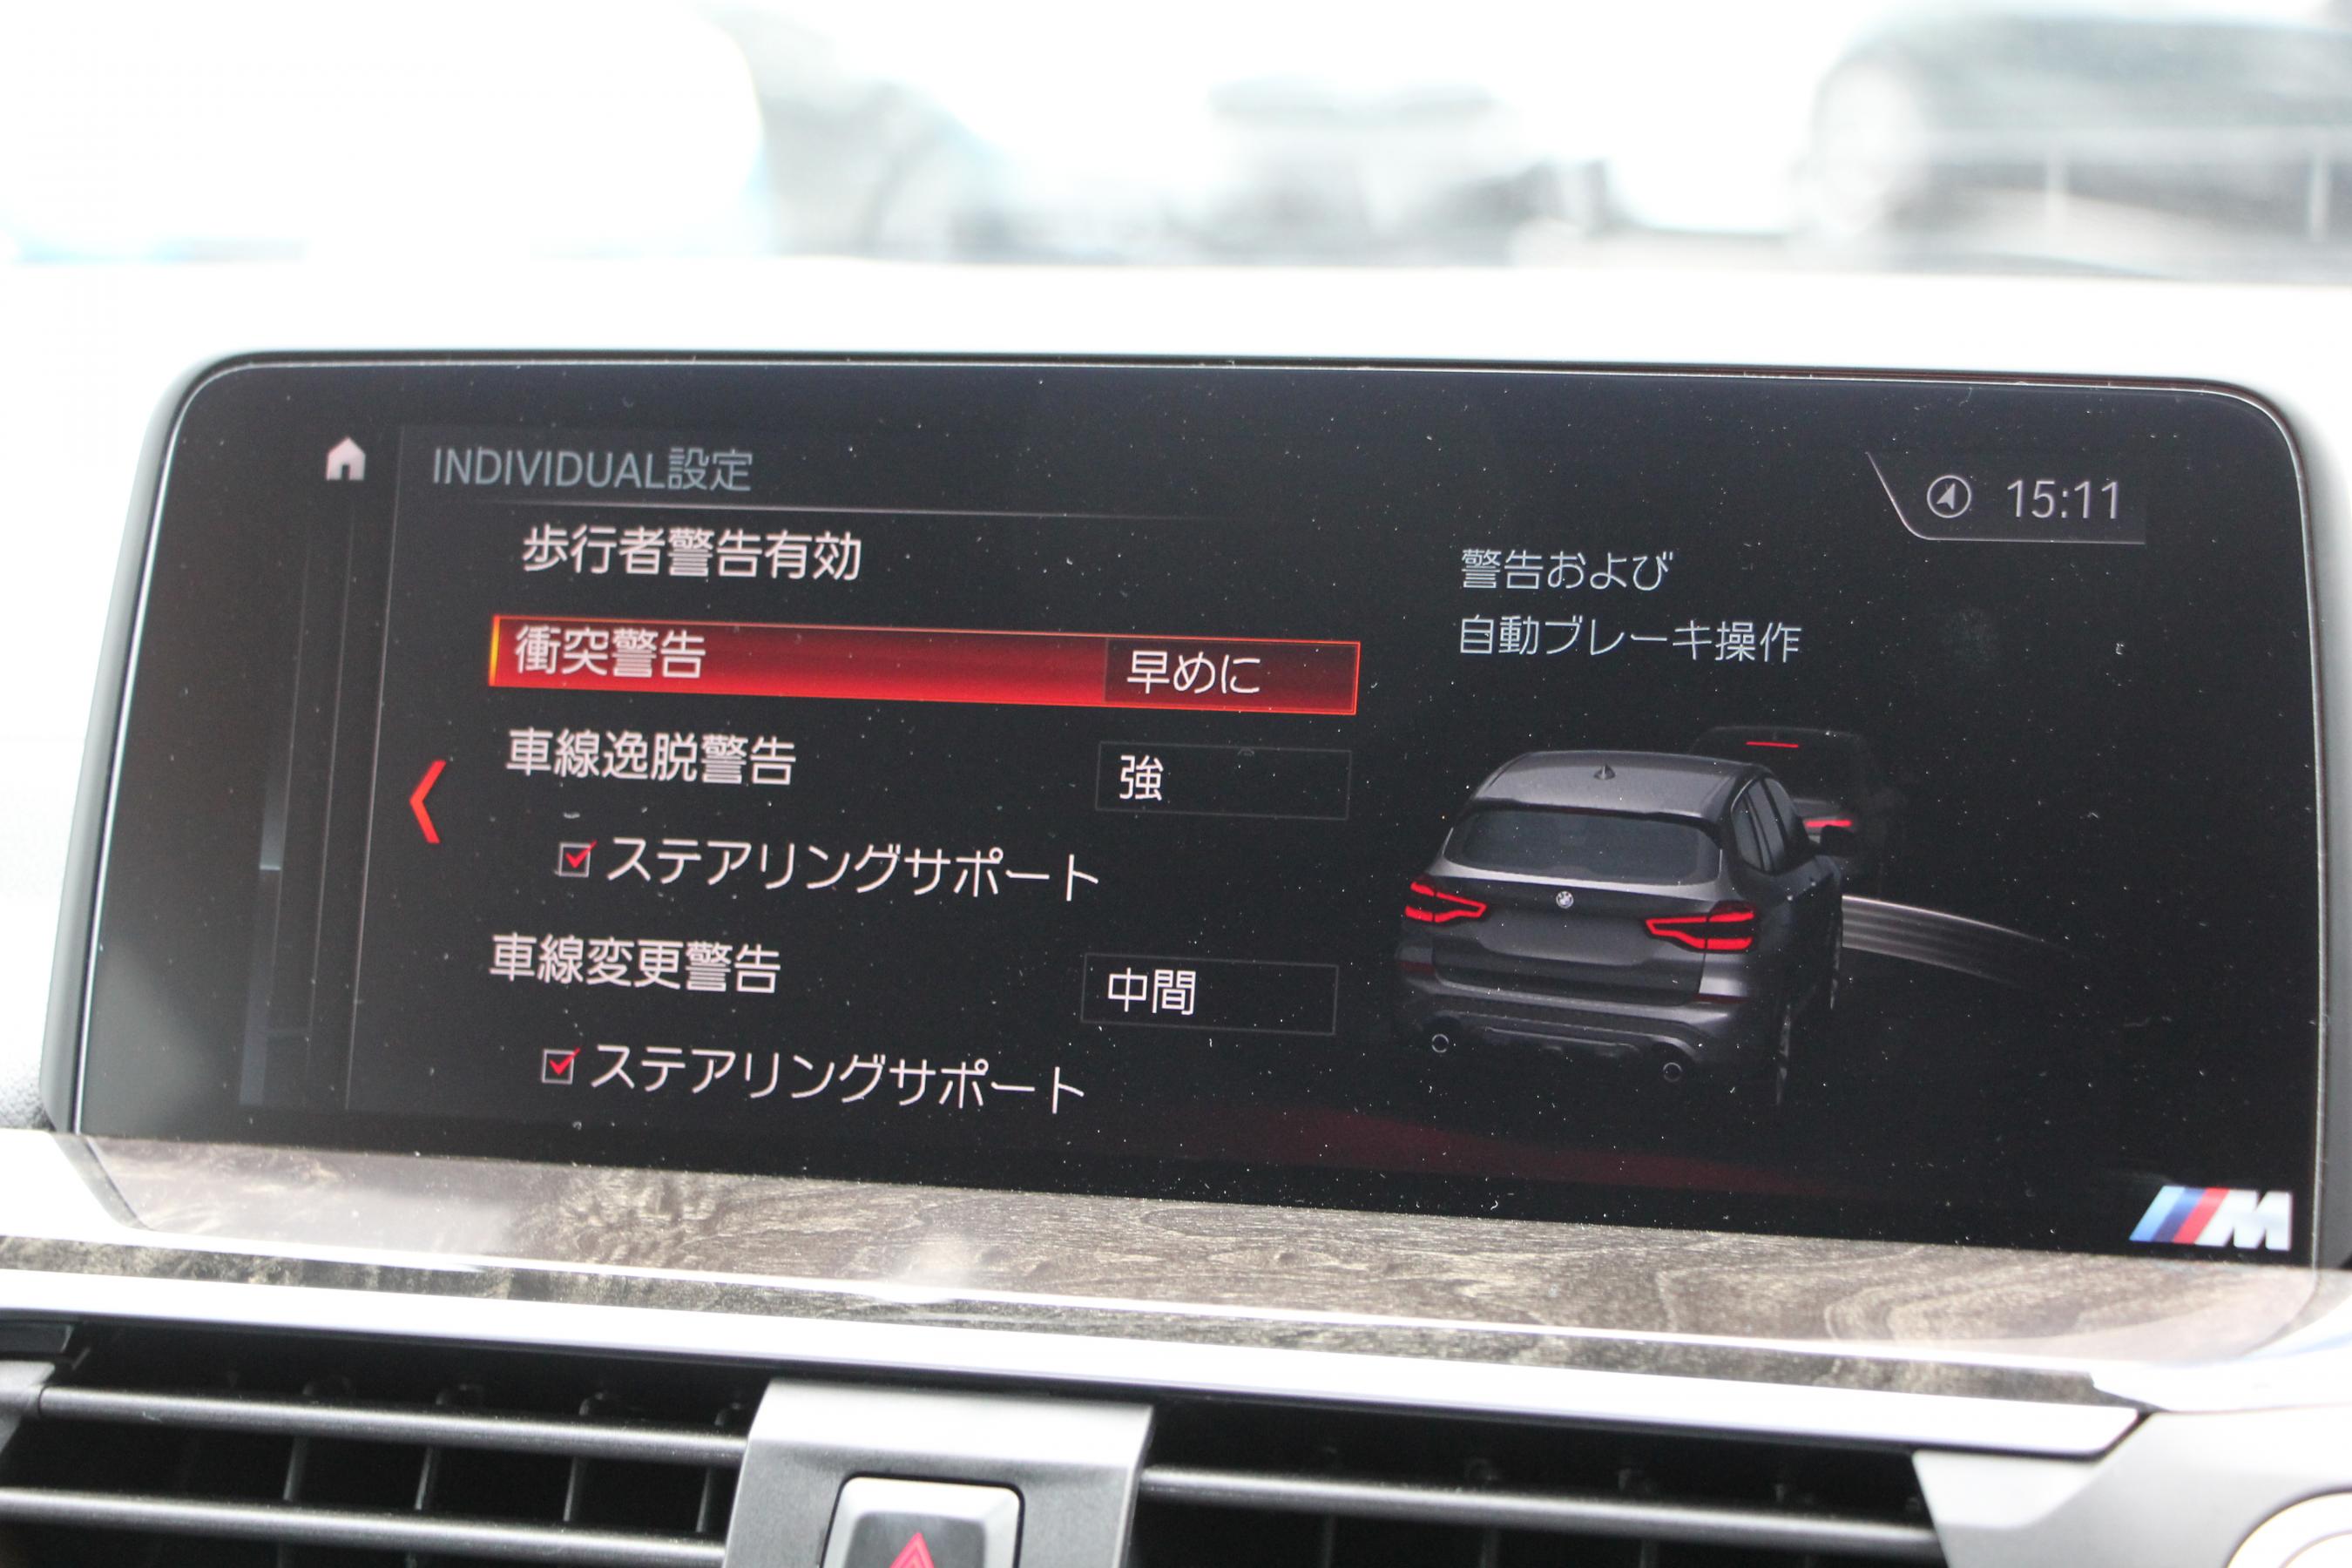 INDIVIDUAL設定
15:11
歩行者警告有効
衝突警告 早めに
車線逸脱警告 強
ステアリングサポート
車線変更警告 中間
ステアリングサポート
警告および
自動ブレーキ操作
M